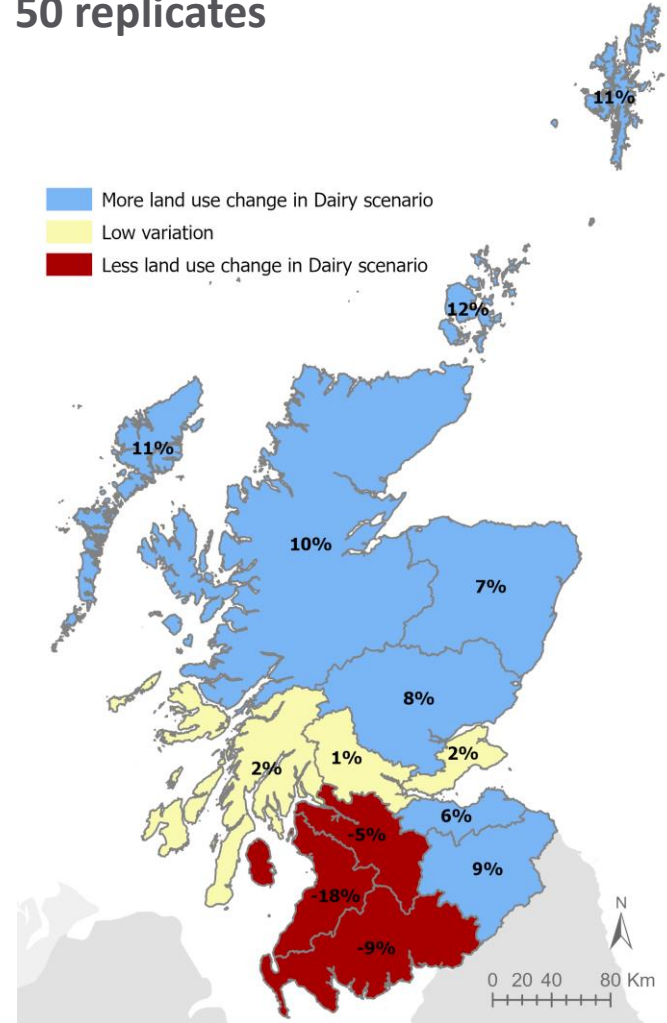 50 replicates
11%
More land use change in Dairy scenario
Low variation
Less land use change in Dairy scenario
12%
11%
10%
7%
8%
2%
1%
2%
6%
-5%
9%
-18%
-9%
N
0 20 40 80 Km